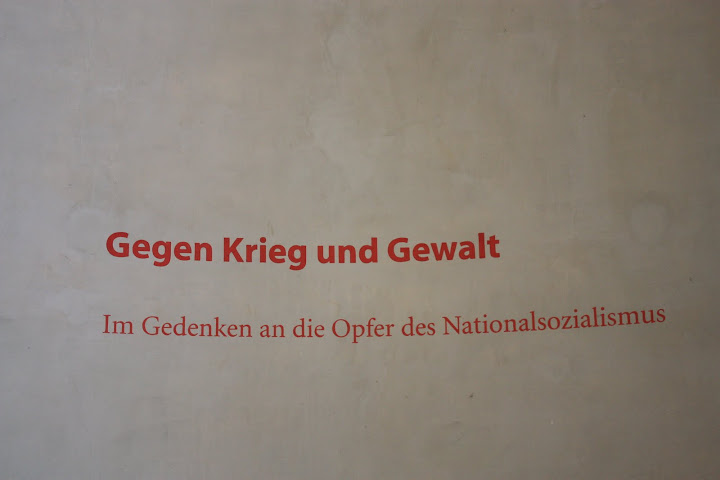 Gegen Krieg und Gewalt
Im Gedenken an die Opfer des Nationalsozialismus